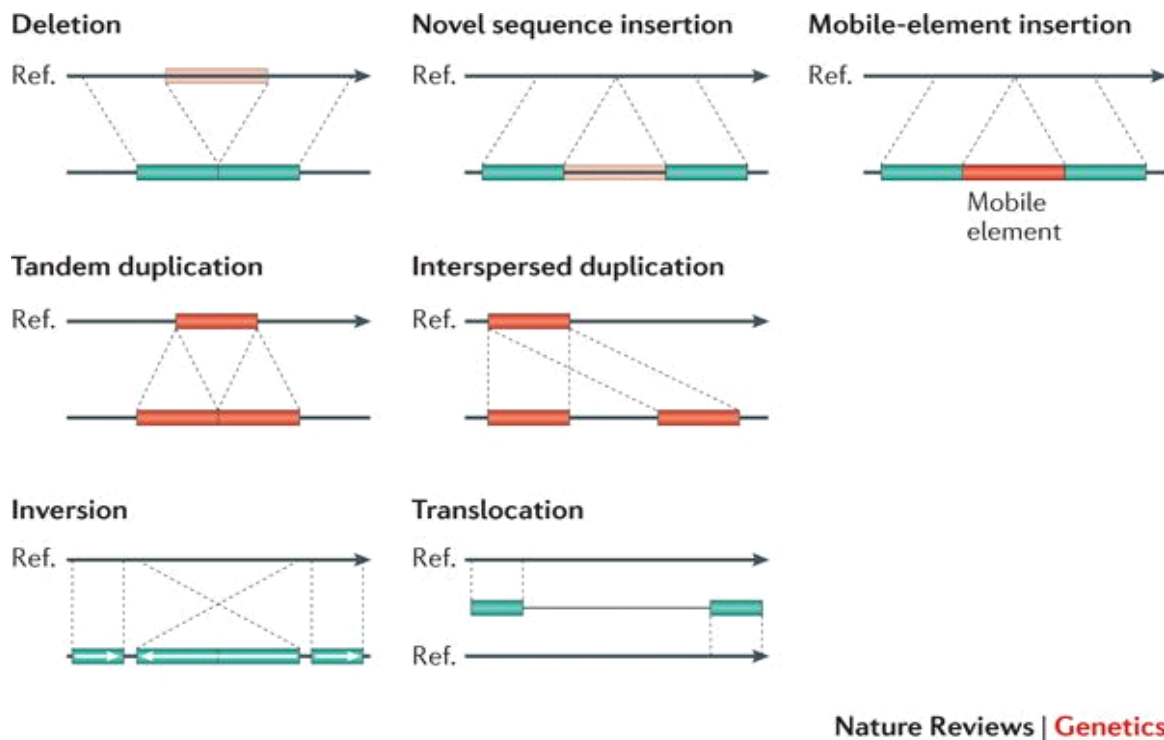 Deletion
Novel sequence insertion
Mobile-element insertion
Ref.
Ref.
Ref.
Mobile
element
Tandem duplication
Interspersed duplication
Ref.
Ref.
Inversion
Translocation
Ref.
Ref.
Ref.
Nature Reviews | Genetics